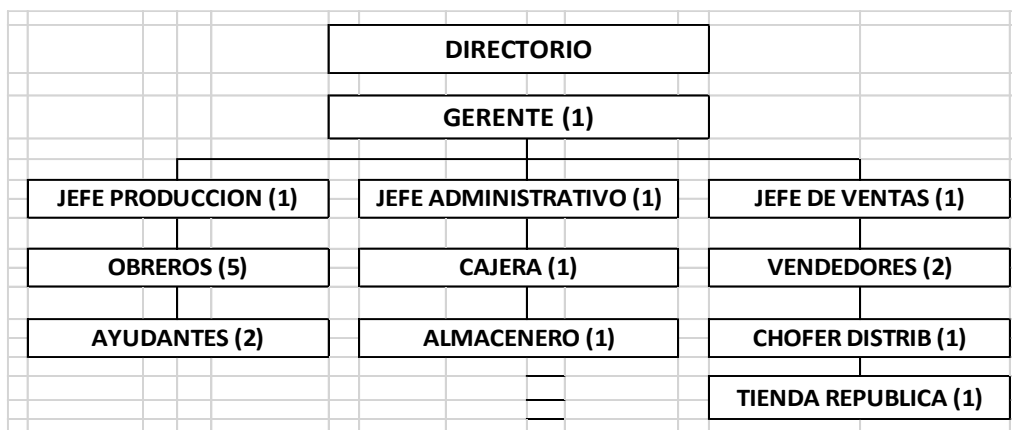 DIRECTORIO
GERENTE (1)
JEFE PRODUCCION (1)
JEFE ADMINISTRATIVO (1)
JEFE DE VENTAS (1)
OBREROS (5)
CAJERA (1)
VENDEDORES (2)
AYUDANTES (2)
ALMACENERO (1)
CHOFER DISTRIB (1)
TIENDA REPUBLICA (1)